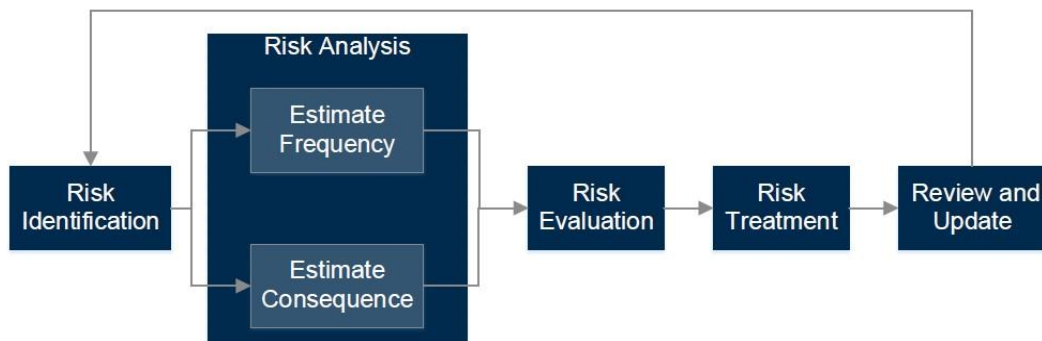 Risk Analysis
Estimate
Frequency
Risk
Identification
Estimate
Consequence
Risk
Evaluation
Risk
Treatment
Review and
Update